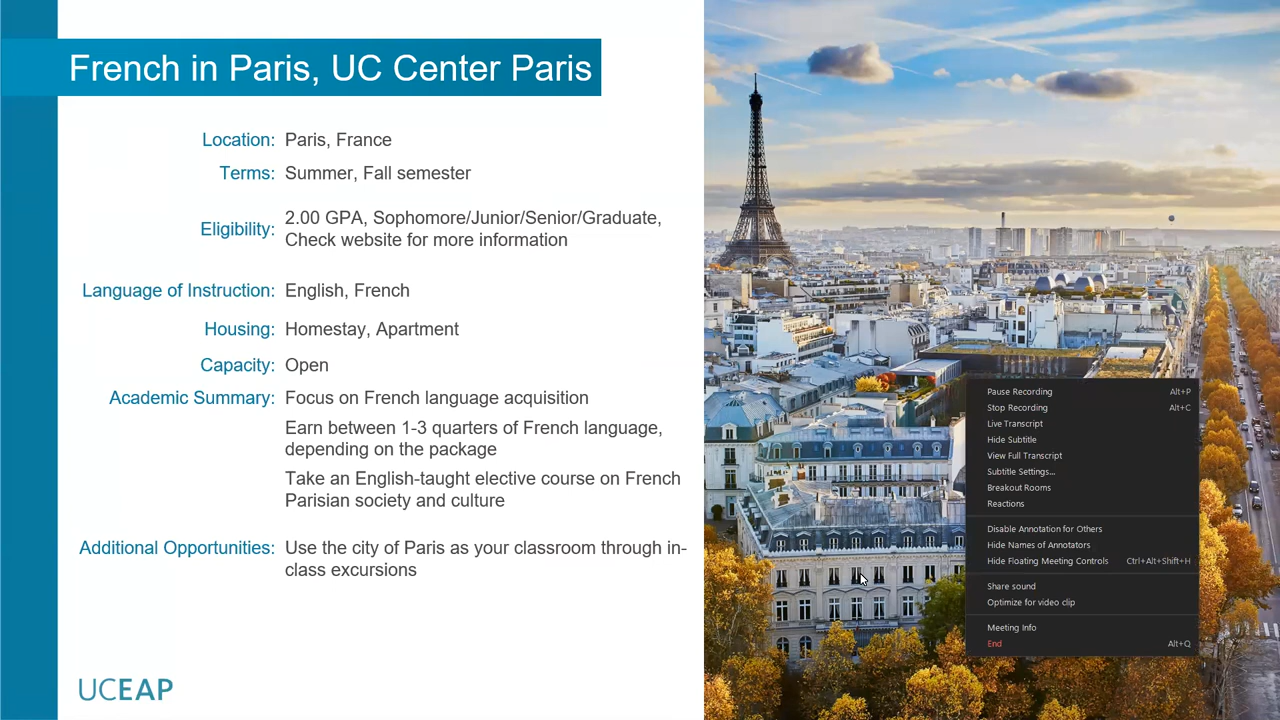 French in Paris, UC Center Paris
Location: Paris, France
Terms: Summer, Fall semester
Eligibility: 2.00 GPA, Sophomore/Junior/Senior/Graduate,
Check website for more information
Language of Instruction: English, French
Housing: Homestay, Apartment
Capacity: Open
Academic Summary: Focus on French language acquisition
Earn between 1-3 quarters of French language,
depending on the package
Take an English-taught elective course on French
Parisian society and culture
Additional Opportunities: Use the city of Paris as your classroom through in-
class excursions
UCEAP
Pause Recording Alt+P
Stop Recording Alt+C
Live Transcript
Hide Subtitle
View Full Transcript
Subtitle Settings...
Breakout Rooms
Reactions
Disable Annotation for Others
Hide Names of Annotators
Hide Floating Meeting Controls Ctrl+Alt+Shift+H
Share sound
Optimize for video clip
Meeting Info
End Alt+Q